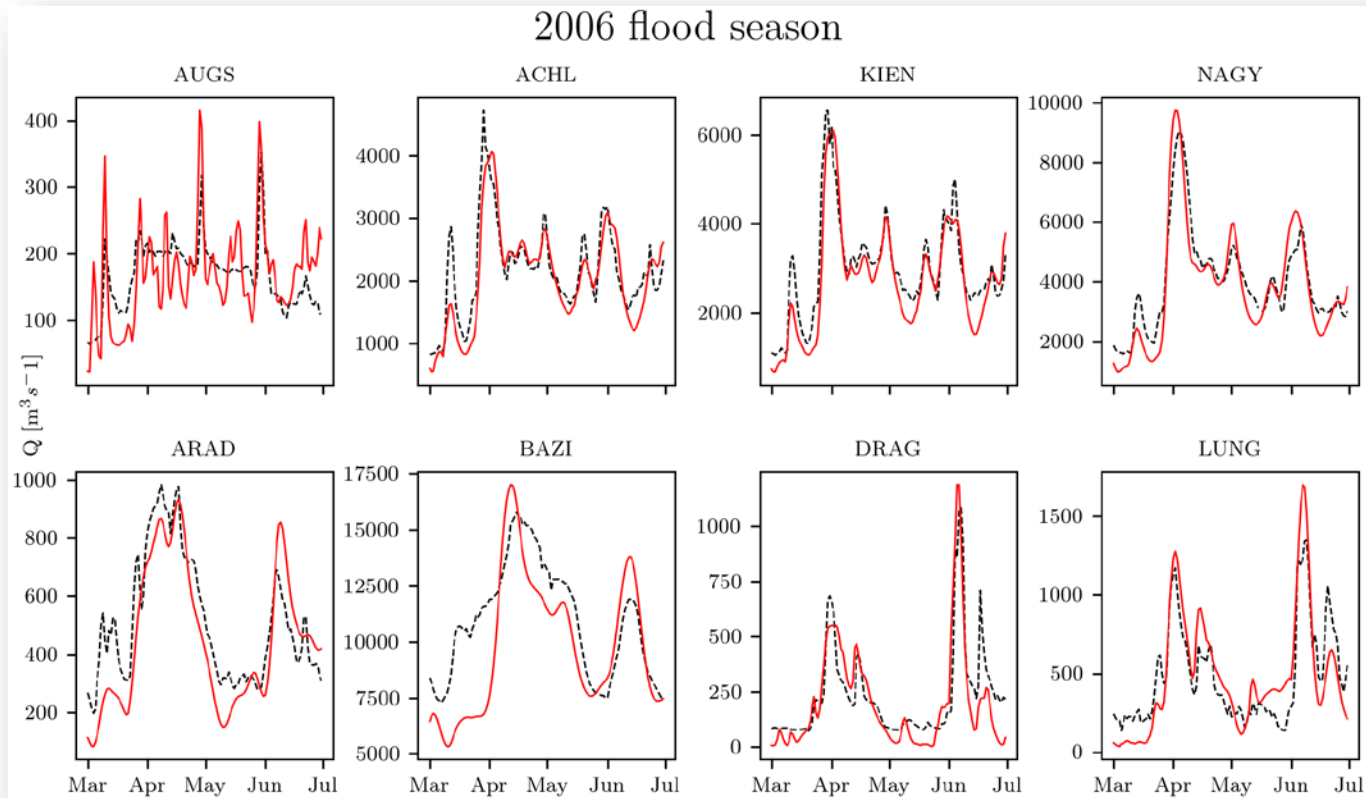 2006 flood season
AUGS
ACHL
KIEN
NAGY
400
300
200
100
4000
3000
2000
1000
6000
4000
2000
10000
8000
6000
4000
2000
Q [m³s−1]
ARAD
BAZI
DRAG
LUNG
1000
800
600
400
200
17500
15000
12500
10000
7500
5000
1000
750
500
250
0
1500
1000
500
0
Mar Apr May Jun Jul
Mar Apr May Jun Jul
Mar Apr May Jun Jul
Mar Apr May Jun Jul